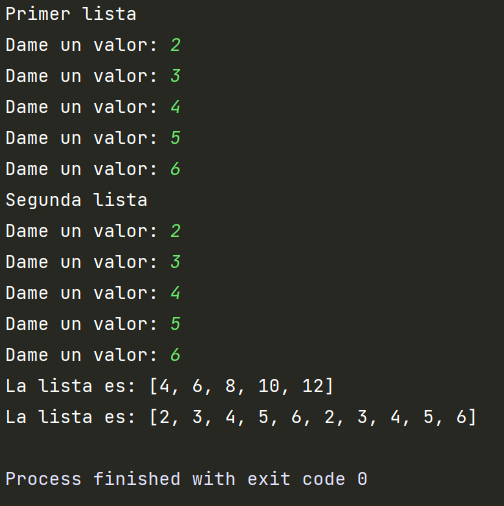 Primer lista
Dame un valor: 2
Dame un valor: 3
Dame un valor: 4
Dame un valor: 5
Dame un valor: 6
Segunda lista
Dame un valor: 2
Dame un valor: 3
Dame un valor: 4
Dame un valor: 5
Dame un valor: 6
La lista es: [4, 6, 8, 10, 12]
La lista es: [2, 3, 4, 5, 6, 2, 3, 4, 5, 6]
Process finished with exit code 0